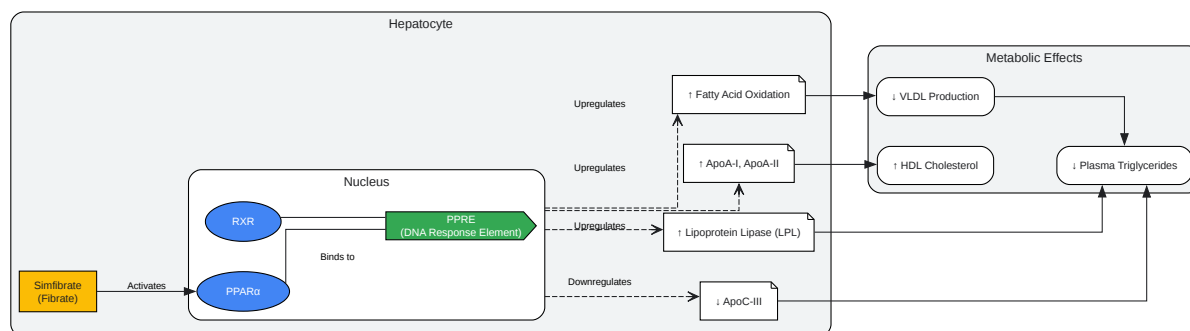 Hepatocyte
Metabolic Effects
↑ Fatty Acid Oxidation
↓ VLDL Production
Upregulates
↑ ApoA-I, ApoA-II
↑ HDL Cholesterol
↓ Plasma Triglycerides
Upregulates
Nucleus
RXR
PPRE
(DNA Response Element)
Upregulates
↑ Lipoprotein Lipase (LPL)
Binds to
Simfibrate
(Fibrate)
Activates
PPARα
Downregulates
↓ ApoC-III